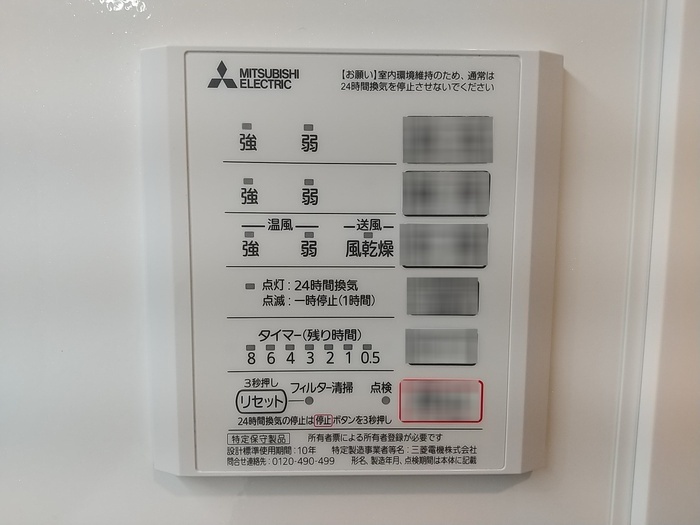 MITSUBISHI
ELECTRIC
【お願い】室内環境維持のため、通常は
24時間換気を停止させないでください
強 弱
強 弱
温風 送風
強 弱 風乾燥
点灯：24時間換気
点滅：一時停止(1時間)
タイマー(残り時間)
8 6 4 3 2 1 0.5
3秒押し
リセット フィルター清掃 点検
24時間換気の停止は停止ボタンを3秒押し
特定保守製品 所有者票による所有者登録が必要です
設計標準使用期間：10年 特定製造事業者等名：三菱電機株式会社
問合せ連絡先：0120-490-499 形名、製造年月、点検期間は本体に記載